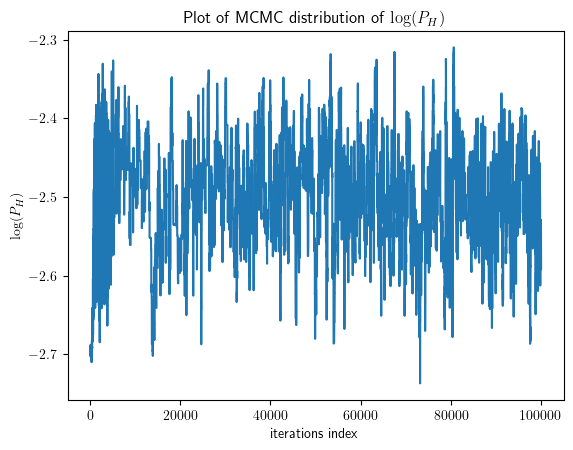 Plot of MCMC distribution of log(P_H)
log(P_H)
−2.3
−2.4
−2.5
−2.6
−2.7
0 20000 40000 60000 80000 100000
iterations index